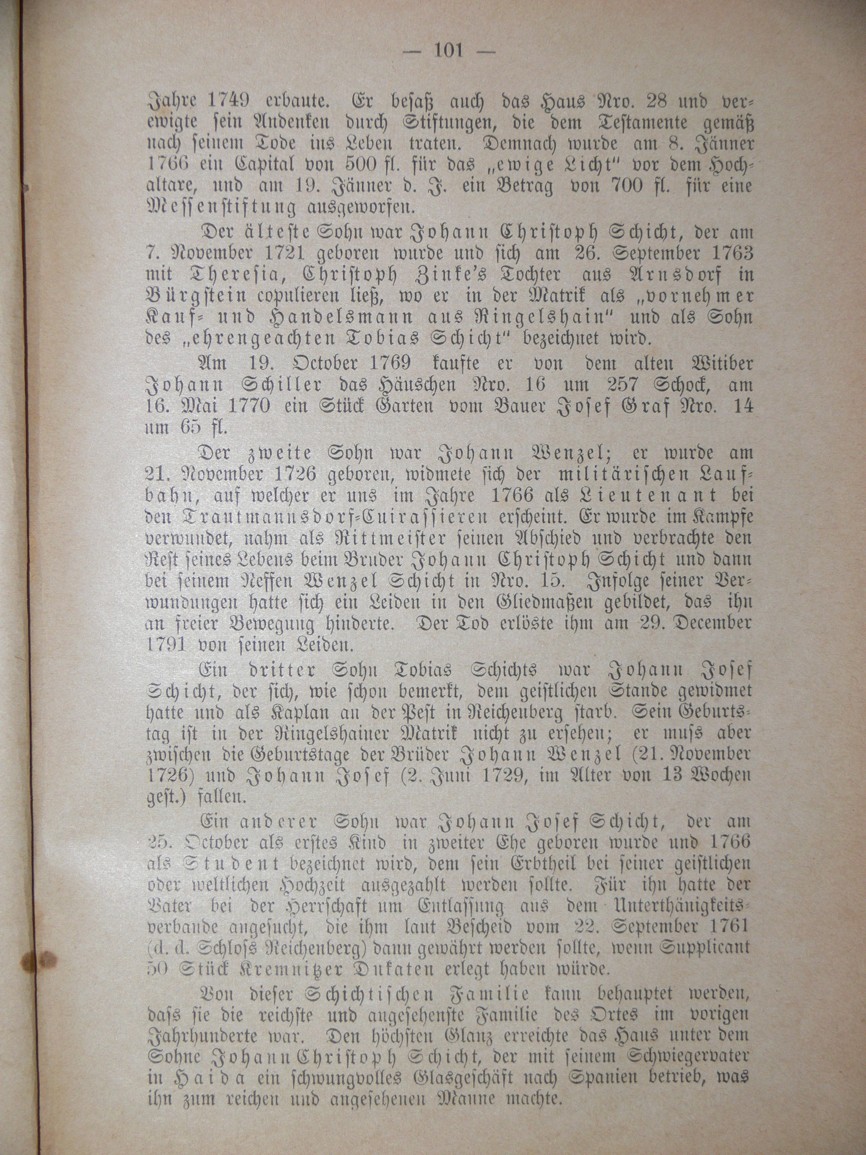 — 101 —
Jahre 1749 erbaute. Er besaß auch das Haus Nro. 28 und ver-
ewigte sein Andenken durch Stiftungen, die dem Testamente gemäß
nach seinem Tode ins Leben traten. Demnach wurde am 8. Jänner
1766 ein Capital von 500 fl. für das „ewige Licht" vor dem Hoch-
altare, und am 19. Jänner d. J. ein Betrag von 700 fl. für eine
Messenstiftung ausgeworfen.
Der älteste Sohn war Johann Christoph Schicht, der am
7. November 1721 geboren wurde und sich am 26. September 1763
mit Theresia, Christoph Zinke's Tochter aus Arnsdorf in
Bürgstein copulieren ließ, wo er in der Matrik als „vornehmer
Kauf- und Handelsmann aus Ringelshain" und als Sohn
des „ehrengeachten Tobias Schicht" bezeichnet wird.
Am 19. October 1769 kaufte er von dem alten Witiber
Johann Schiller das Häuschen Nro. 16 um 257 Schock, am
16. Mai 1770 ein Stück Garten vom Bauer Josef Graf Nro. 14
um 65 fl.
Der zweite Sohn war Johann Wenzel; er wurde am
21. November 1726 geboren, widmete sich der militärischen Lauf-
bahn, auf welcher er uns im Jahre 1766 als Lieutenant bei
den Trautmannsdorf-Cuirassieren erscheint. Er wurde im Kampfe
verwundet, nahm als Rittmeister seinen Abschied und verbrachte den
Rest seines Lebens beim Bruder Johann Christoph Schicht und dann
bei seinem Neffen Wenzel Schicht in Nro. 15. Infolge seiner Ver-
wundungen hatte sich ein Leiden in den Gliedmaßen gebildet, das ihn
an freier Bewegung hinderte. Der Tod erlöste ihm am 29. December
1791 von seinen Leiden.
Ein dritter Sohn Tobias Schichts war Johann Josef
Schicht, der sich, wie schon bemerkt, dem geistlichen Stande gewidmet
hatte und als Kaplan an der Pest in Reichenberg starb. Sein Geburts-
tag ist in der Ringelshainer Matrik nicht zu ersehen; er muss aber
zwischen die Geburtstage der Brüder Johann Wenzel (21. November
1726) und Johann Josef (2. Juni 1729, im Alter von 13 Wochen
gest.) fallen.
Ein anderer Sohn war Johann Josef Schicht, der am
25. October als erstes Kind in zweiter Ehe geboren wurde und 1766
als Student bezeichnet wird, dem sein Erbtheil bei seiner geistlichen
oder weltlichen Hochzeit ausgezahlt werden sollte. Für ihn hatte der
Vater bei der Herrschaft um Entlassung aus dem Unterthänigkeits-
verbande angesucht, die ihm laut Bescheid vom 22. September 1761
(d. d. Schloss Reichenberg) dann gewährt werden sollte, wenn Supplicant
50 Stück Kremnitzer Dukaten erlegt haben würde.
Von dieser Schichtischen Familie kann behauptet werden,
dass sie die reichste und angesehenste Familie des Ortes im vorigen
Jahrhunderte war. Den höchsten Glanz erreichte das Haus unter dem
Sohne Johann Christoph Schicht, der mit seinem Schwiegervater
in Haida ein schwungvolles Glasgeschäft nach Spanien betrieb, was
ihn zum reichen und angesehenen Manne machte.